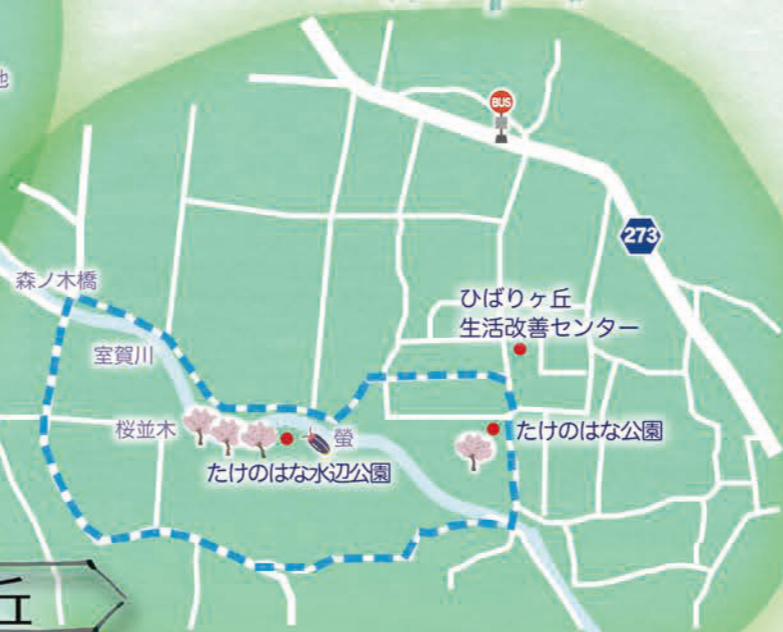 地
BUS
273
森ノ木橋
ひばりヶ丘
生活改善センター
室賀川
桜並木
螢
たけのはな公園
たけのはな水辺公園
丘